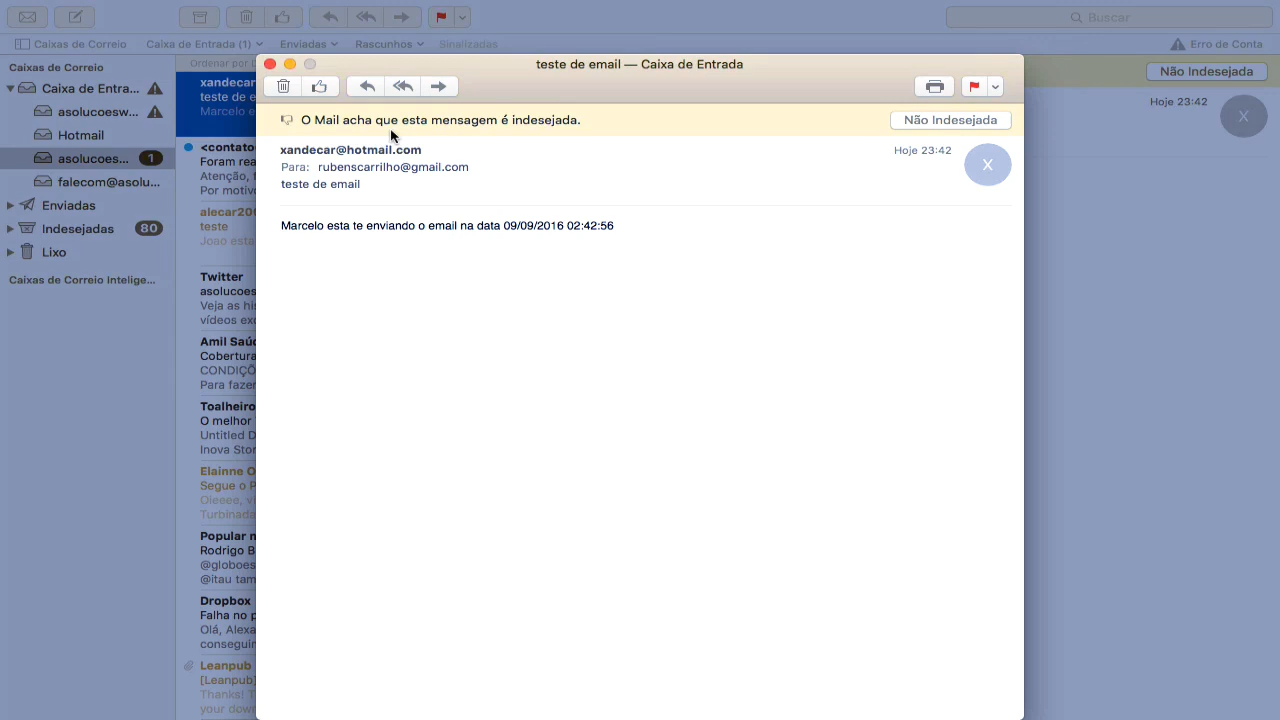 Buscar
Caixas de Correio
Caixa de Entrada (1)
Enviadas
Rascunhos
Sinalizadas
Erro de Conta
Caixas de Correio
Caixa de Entra...
asolucoesw...
Hotmail
asolucoes... 1
falecom@asolu...
Enviadas
Indesejadas 80
Lixo
Caixas de Correio Intelige...
Ordenar por
xandecar
teste de e
Marcelo e
<contato
Foram rea
Atenção, f
Por motiv
alecar20
teste
Joao esta
Twitter
asolucoes
Veja as his
vídeos exc
Amil Saú
Cobertura
CONDIÇÕ
Para fazer
Toalheiro
O melhor
Untitled D
Inova Stor
Elainne O
Segue o P
Oieeee, vi
Turbinada
Popular n
Rodrigo B
@globoes
@itau tam
Dropbox
Falha no p
Olá, Alexa
conseguir
Leanpub
[Leanpub]
Thanks! T
your down
teste de email — Caixa de Entrada
O Mail acha que esta mensagem é indesejada.
Não Indesejada
xandecar@hotmail.com
Hoje 23:42
X
Para: rubenscarrilho@gmail.com
teste de email
Marcelo esta te enviando o email na data 09/09/2016 02:42:56
Não Indesejada
Hoje 23:42
X